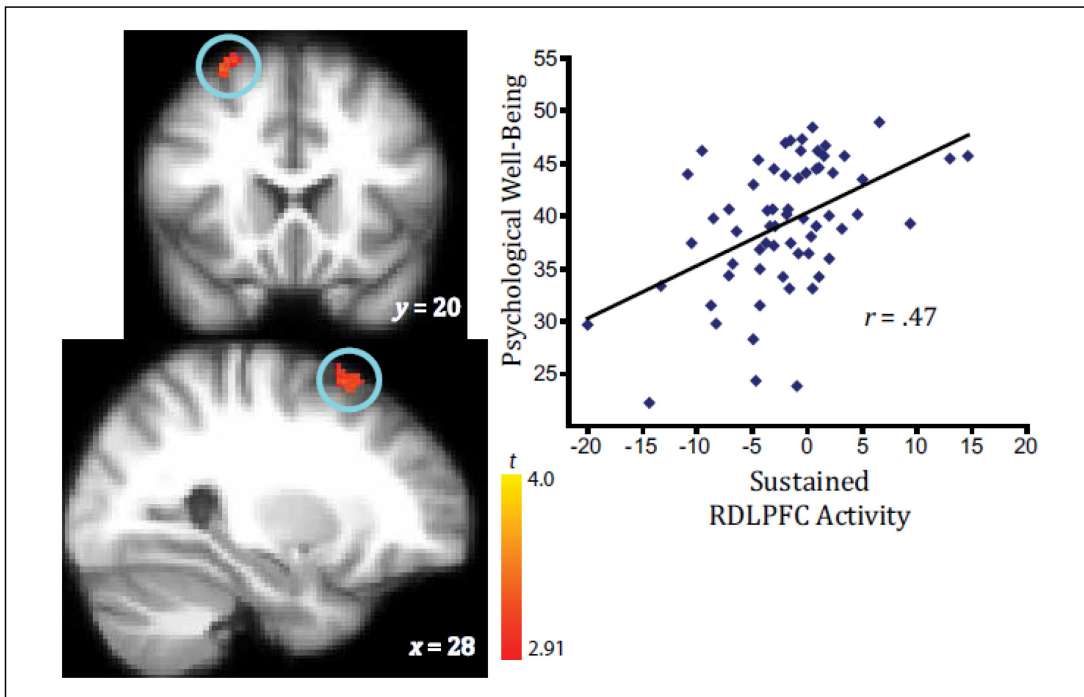 y = 20
x = 28
t
4.0
2.91
Psychological Well-Being
55
50
45
40
35
30
25
r = .47
-20 -15 -10 -5 0 5 10 15 20
Sustained
RDLPFC Activity